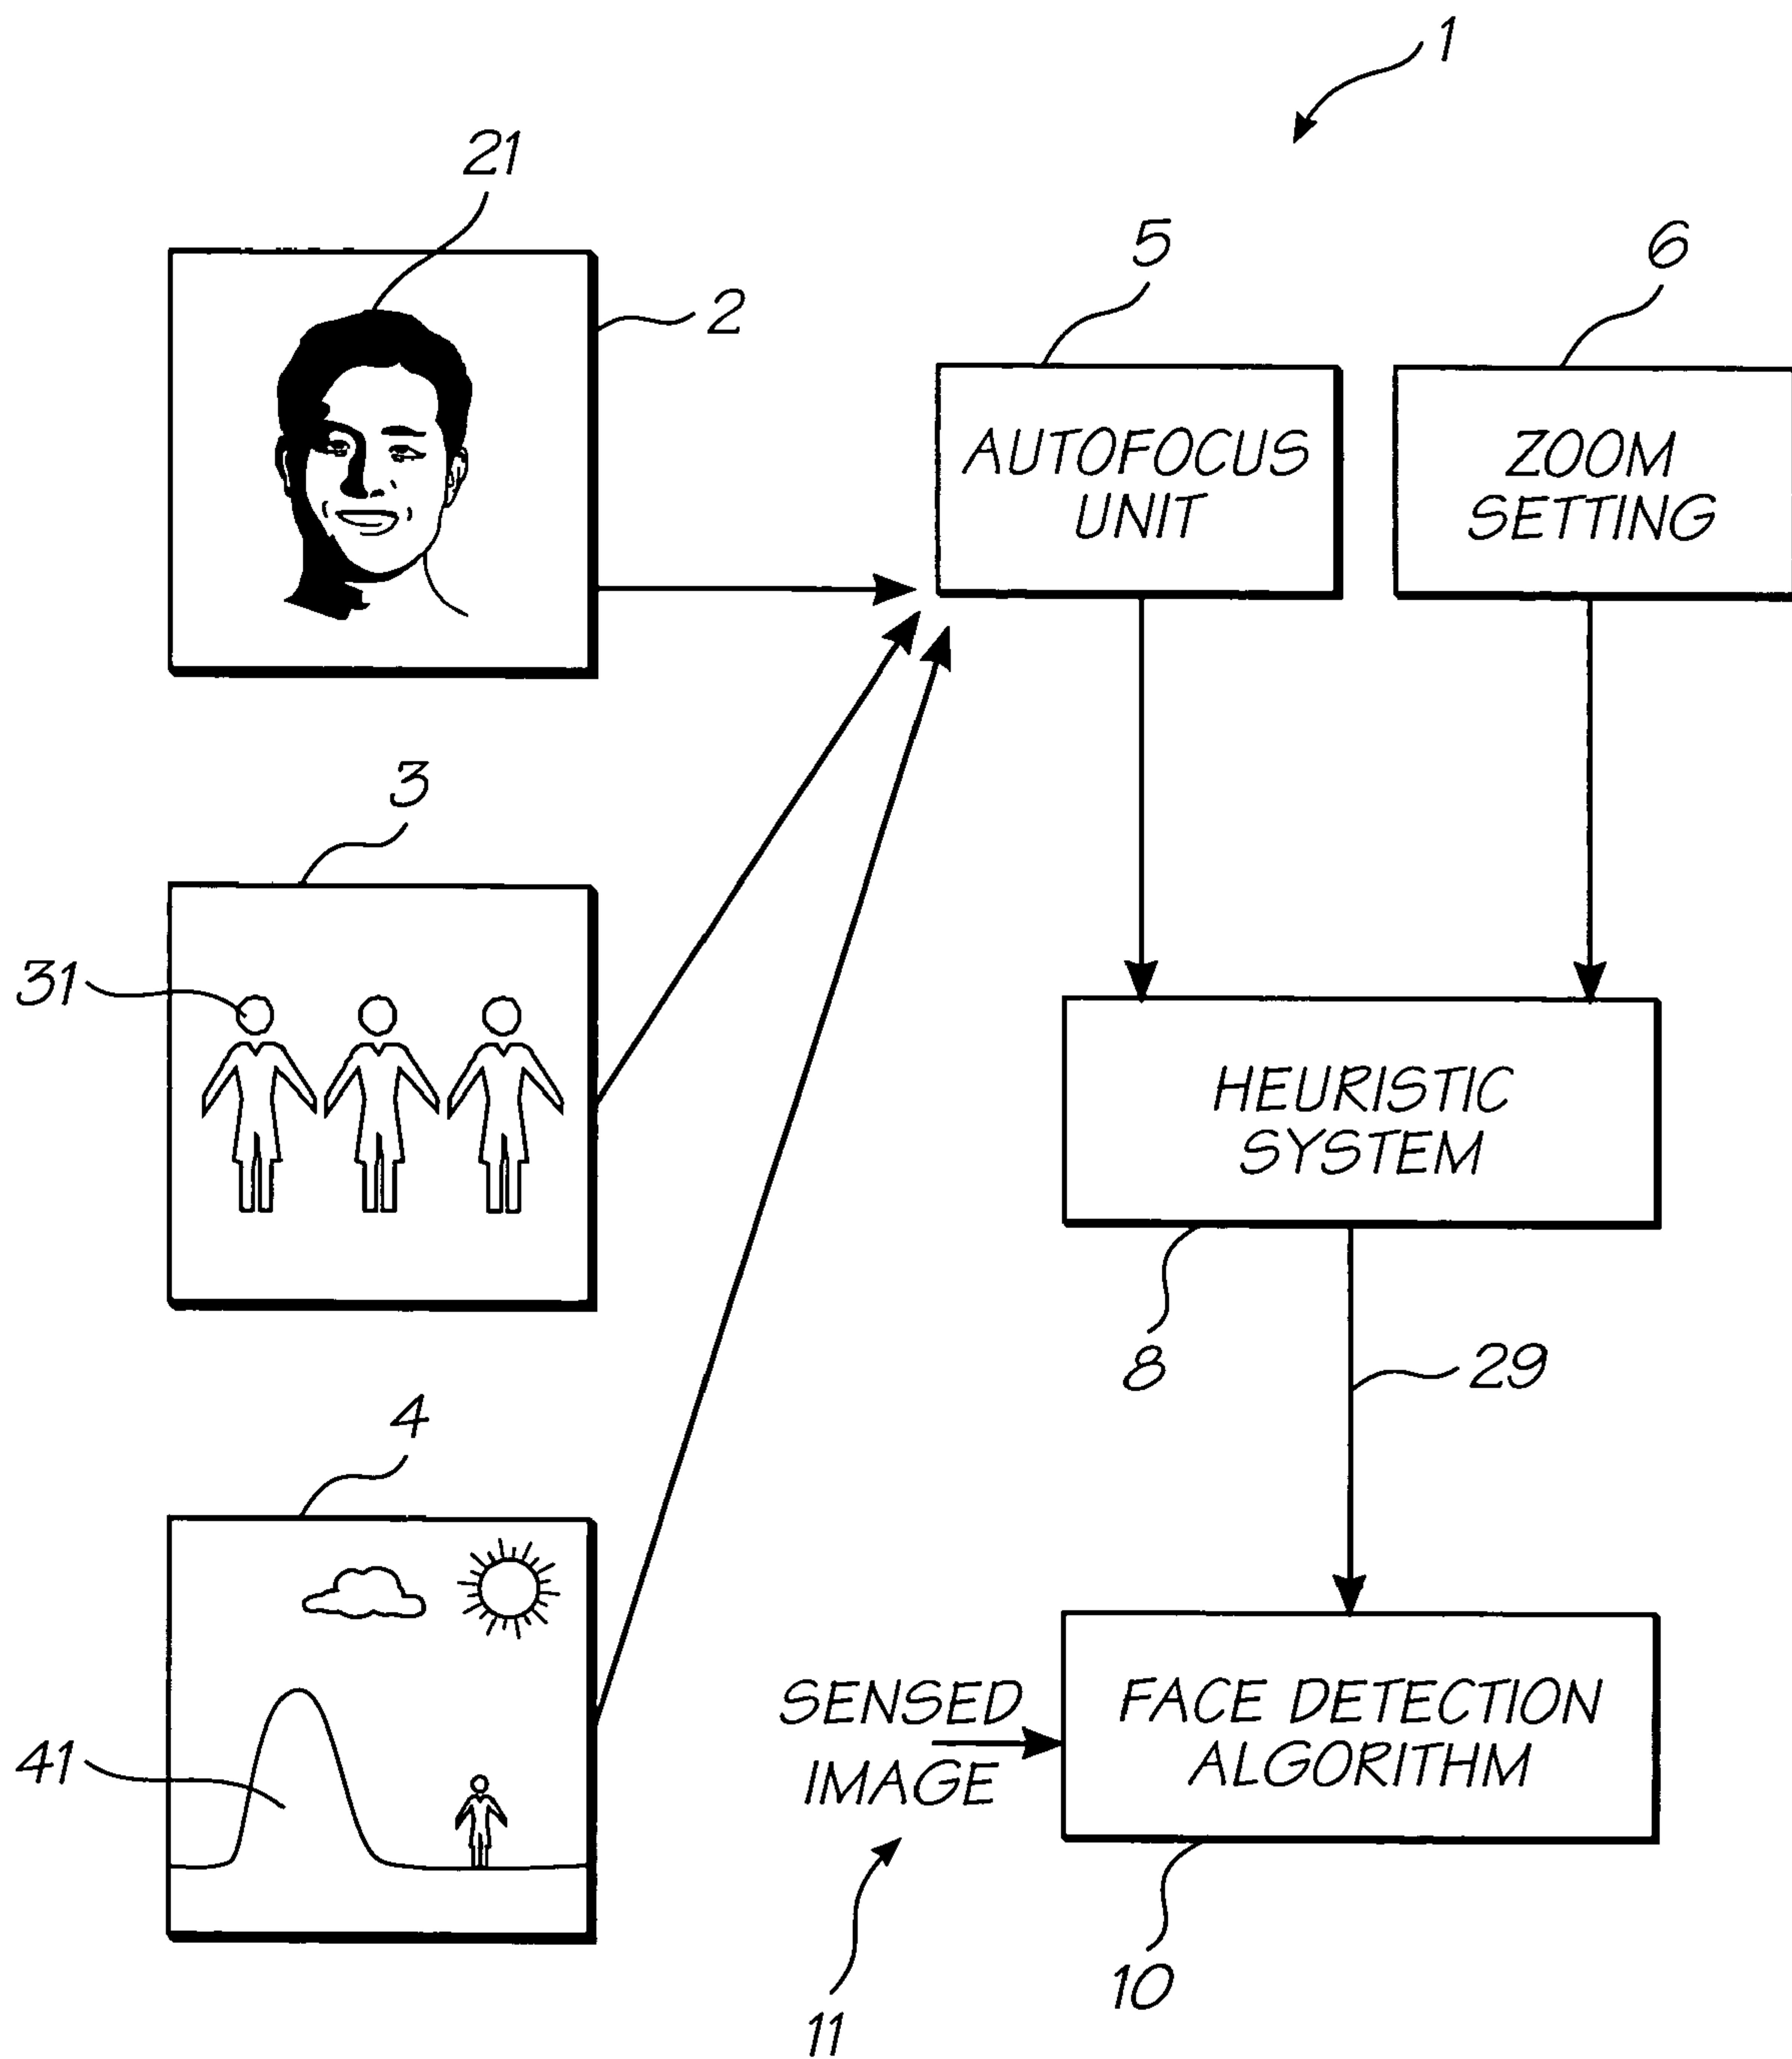 1
21
2
5
6
AUTOFOCUS
UNIT
ZOOM
SETTING
3
31
HEURISTIC
SYSTEM
8
29
4
41
SENSED
IMAGE
FACE DETECTION
ALGORITHM
10
11